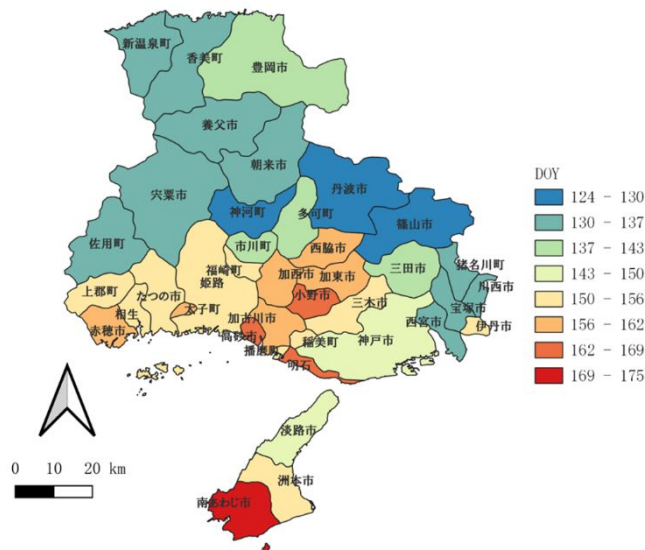 新温泉町
香美町
豊岡市
養父市
朝来市
宍粟市
丹波市
神河町
多可町
篠山市
佐用町
市川町
西脇市
福崎町
姫路
加西市
加東市
三田市
猪名川町
川西市
上郡町
たつの市
相生
太子町
小野市
三木市
宝塚市
西宮市
伊丹市
赤穂市
加古川市
高砂市
播磨町
稲美町
神戸市
明石
淡路市
洲本市
南あわじ市
DOY
124 - 130
130 - 137
137 - 143
143 - 150
150 - 156
156 - 162
162 - 169
169 - 175
0 10 20 km